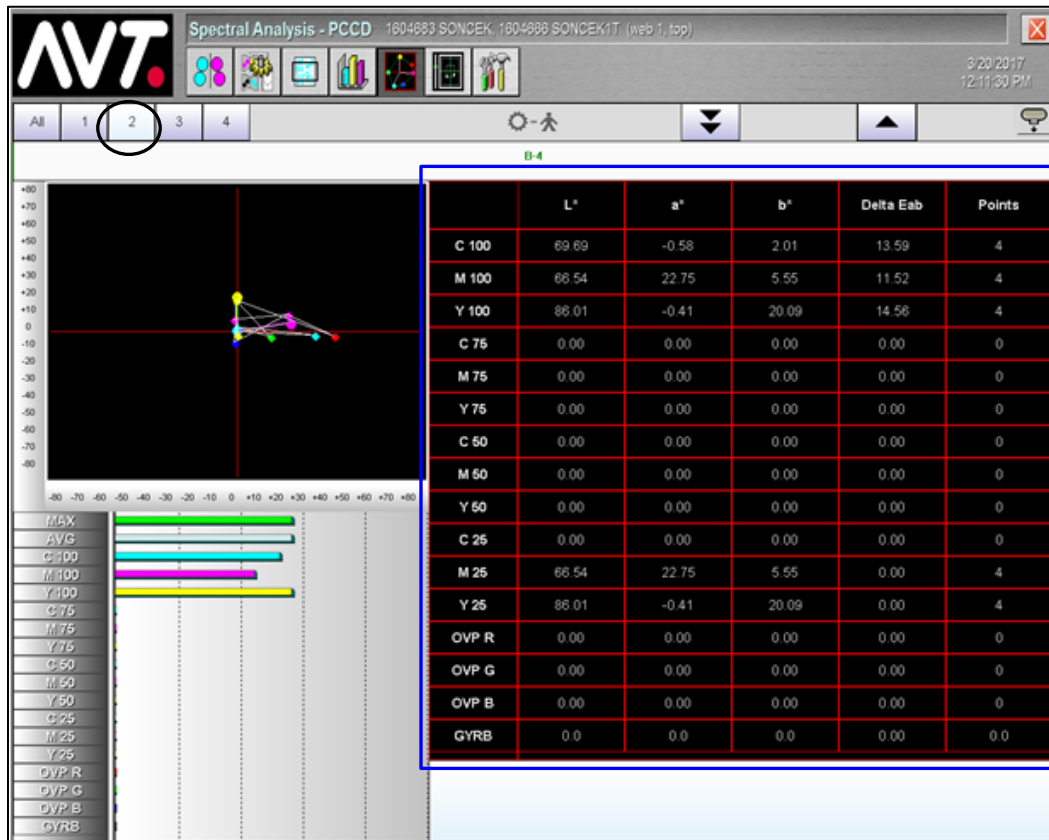 AVT.
Spectral Analysis - PCCD 1604683 SONCEK, 1604666 SONCEK1T (web 1, top)
3/20/2017
12:11:30 PM
All 1 2 3 4
B-4
+80
+70
+60
+50
+40
+30
+20
+10
0
-10
-20
-30
-40
-50
-60
-70
-80
-80 -70 -60 -50 -40 -30 -20 -10 0 +10 +20 +30 +40 +50 +60 +70 +80
L* a* b* Delta Eab Points
C 100 69.69 -0.58 2.01 13.59 4
M 100 66.54 22.75 5.55 11.52 4
Y 100 86.01 -0.41 20.09 14.56 4
C 75 0.00 0.00 0.00 0.00 0
M 75 0.00 0.00 0.00 0.00 0
Y 75 0.00 0.00 0.00 0.00 0
C 50 0.00 0.00 0.00 0.00 0
M 50 0.00 0.00 0.00 0.00 0
Y 50 0.00 0.00 0.00 0.00 0
C 25 0.00 0.00 0.00 0.00 0
M 25 66.54 22.75 5.55 0.00 4
Y 25 86.01 -0.41 20.09 0.00 4
OVP R 0.00 0.00 0.00 0.00 0
OVP G 0.00 0.00 0.00 0.00 0
OVP B 0.00 0.00 0.00 0.00 0
GYRB 0.0 0.0 0.0 0.00 0.0
MAX
AVG
C 100
M 100
Y 100
C 75
M 75
Y 75
C 50
M 50
Y 50
C 25
M 25
Y 25
OVP R
OVP G
OVP B
GYRB